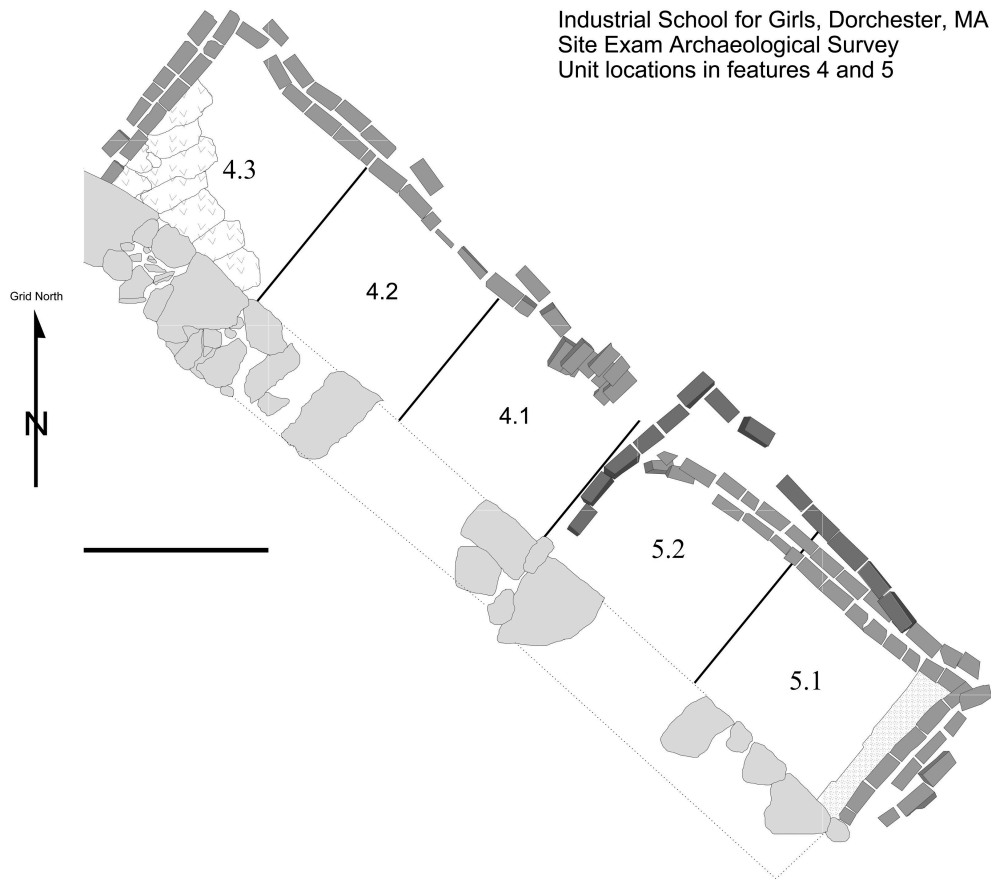 Industrial School for Girls, Dorchester, MA
Site Exam Archaeological Survey
Unit locations in features 4 and 5
4.3
4.2
Grid North
N
4.1
5.2
5.1